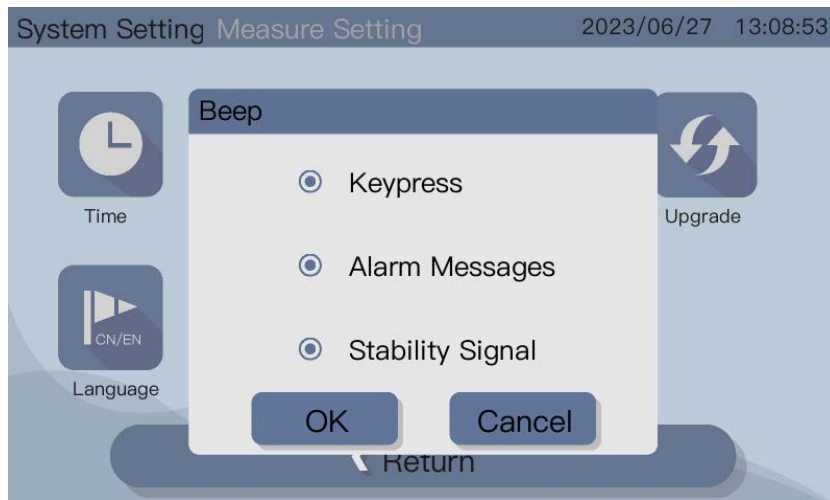 System Setting Measure Setting 2023/06/27 13:08:53
Beep
Keypress
Alarm Messages
Stability Signal
OK Cancel
Time
Upgrade
CN/EN
Language
Return